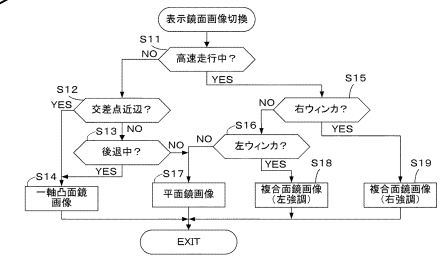 表示鏡面画像切換
S11
高速走行中？
NO
YES
S12
S15
YES
交差点近辺？
NO
右ウィンカ？
NO
S13
S16
YES
後退中？
NO
NO
左ウィンカ？
YES
YES
S14
S17
S18
S19
一軸凸面鏡
画像
平面鏡画像
複合面鏡画像
(左強調)
複合面鏡画像
(右強調)
EXIT